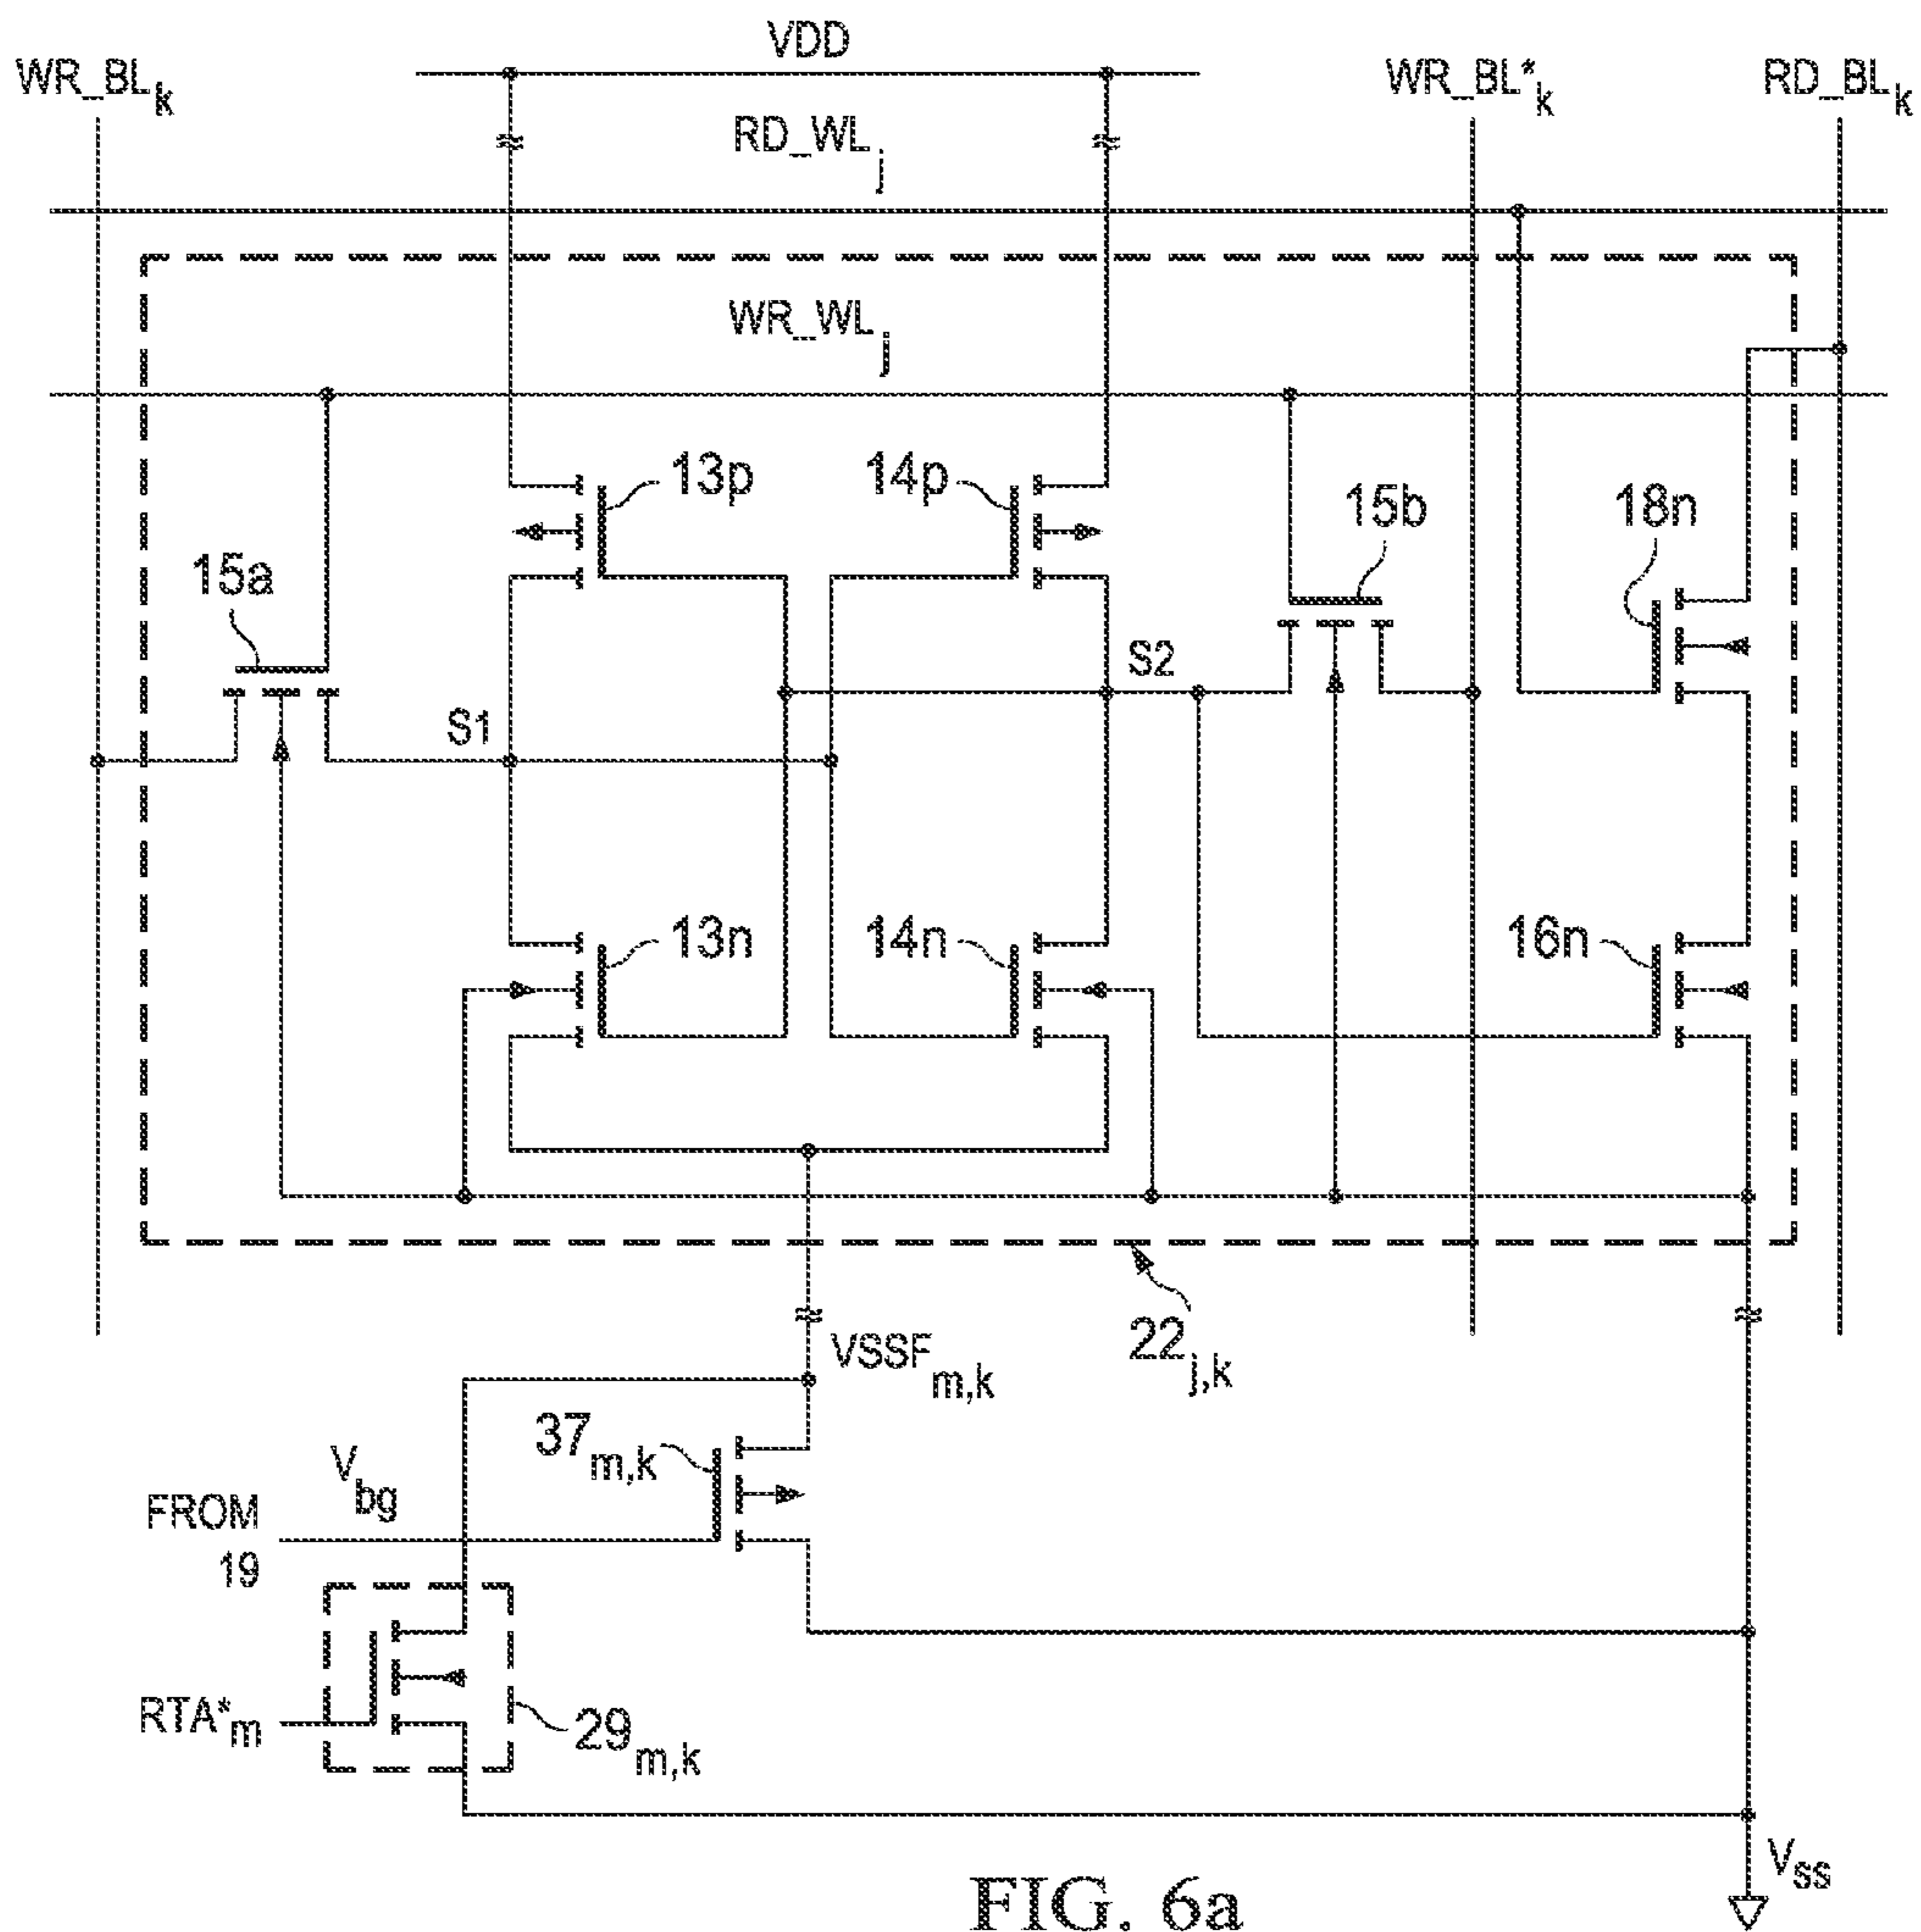 VDD
WR_BLk
WR_BL*k
RD_BLk
RD_WLj
WR_WLj
13p
14p
15b
18n
15a
S2
S1
13n
14n
16n
VSSFm,k
22j,k
37m,k
Vbg
FROM
19
RTA*m
29m,k
Vss
FIG. 6a